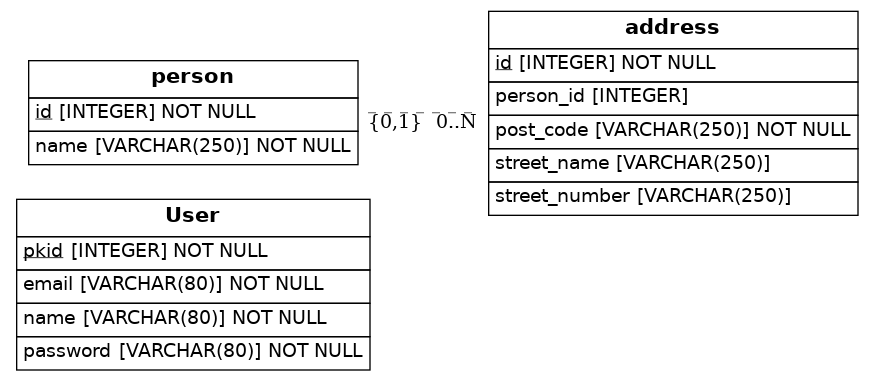 person
id [INTEGER] NOT NULL
name [VARCHAR(250)] NOT NULL
{0,1} 0..N
address
id [INTEGER] NOT NULL
person_id [INTEGER]
post_code [VARCHAR(250)] NOT NULL
street_name [VARCHAR(250)]
street_number [VARCHAR(250)]
User
pkid [INTEGER] NOT NULL
email [VARCHAR(80)] NOT NULL
name [VARCHAR(80)] NOT NULL
password [VARCHAR(80)] NOT NULL